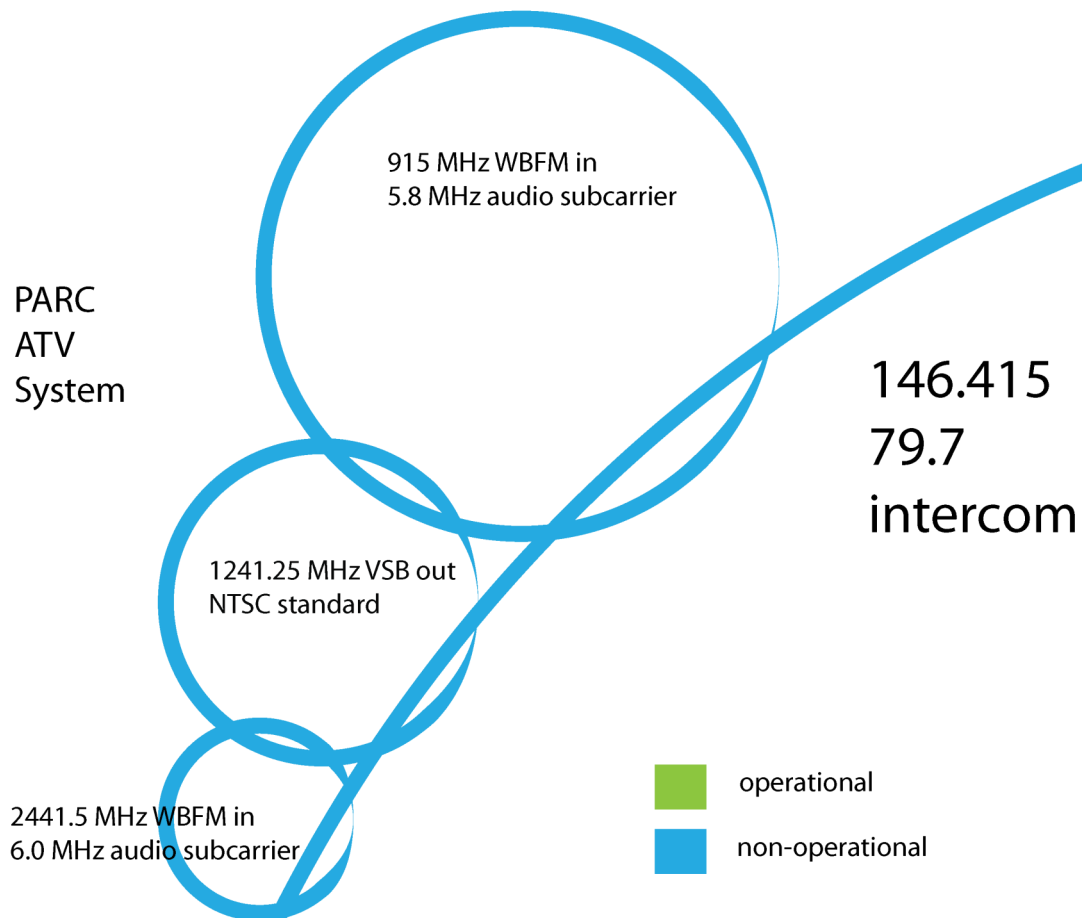 915 MHz WBFM in
5.8 MHz audio subcarrier
PARC
ATV
System
146.415
79.7
intercom
1241.25 MHz VSB out
NTSC standard
2441.5 MHz WBFM in
6.0 MHz audio subcarrier
operational
non-operational